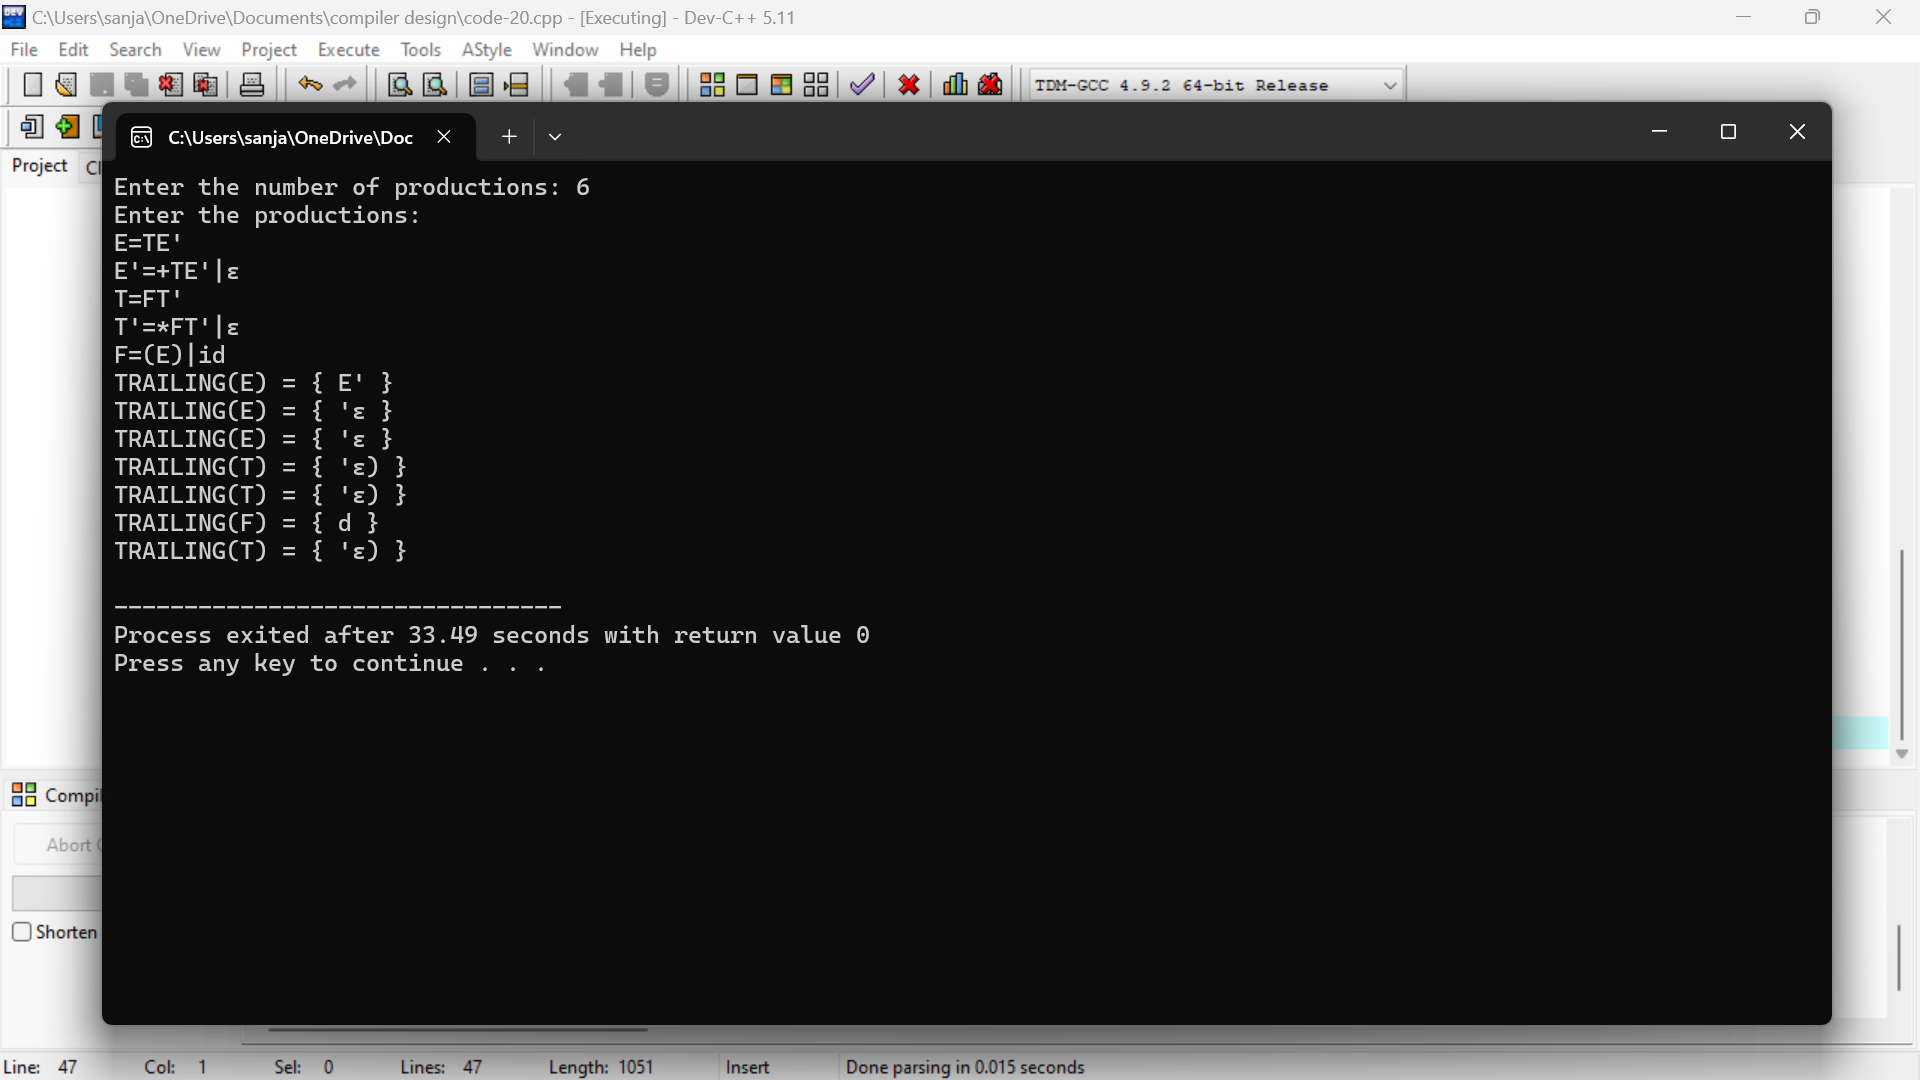 C:\Users\sanja\OneDrive\Documents\compiler design\code-20.cpp - [Executing] - Dev-C++ 5.11
File Edit Search View Project Execute Tools AStyle Window Help
TDM-GCC 4.9.2 64-bit Release
C:\Users\sanja\OneDrive\Doc
Project Cl
Enter the number of productions: 6
Enter the productions:
E=TE'
E'=+TE'|ε
T=FT'
T'=*FT'|ε
F=(E)|id
TRAILING(E) = { E' }
TRAILING(E) = { 'ε }
TRAILING(E) = { 'ε }
TRAILING(T) = { 'ε) }
TRAILING(T) = { 'ε) }
TRAILING(F) = { d }
TRAILING(T) = { 'ε) }
--------------------------------
Process exited after 33.49 seconds with return value 0
Press any key to continue . . .
Compil
Abort
Shorten
Line: 47 Col: 1 Sel: 0 Lines: 47 Length: 1051 Insert Done parsing in 0.015 seconds